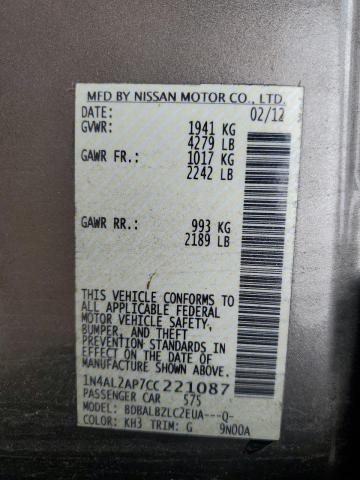 MFD BY NISSAN MOTOR CO., LTD.
DATE: 02/12
GVWR: 1941 KG
4279 LB
GAWR FR: 1017 KG
2242 LB
GAWR RR: 993 KG
2189 LB
THIS VEHICLE CONFORMS TO
ALL APPLICABLE FEDERAL
MOTOR VEHICLE SAFETY,
BUMPER, AND THEFT
PREVENTION STANDARDS IN
EFFECT ON THE DATE OF
MANUFACTURE SHOWN ABOVE.
1N4AL2AP7CC221087
PASSENGER CAR 575
MODEL: BDBALBZLC2EUA---Q-
COLOR: KH3 TRIM: G 9N00A